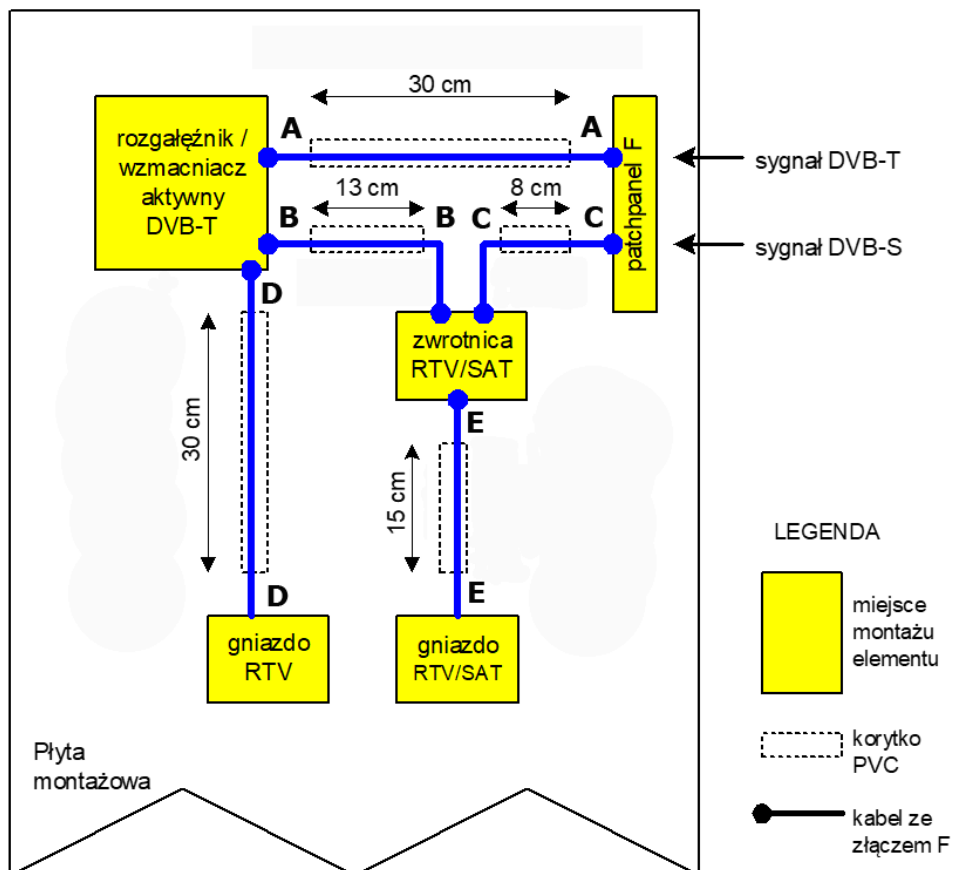 30 cm
A
A
rozgałęźnik /
wzmacniacz
aktywny
DVB-T
patchpanel F
sygnał DVB-T
13 cm
8 cm
B
B
C
C
sygnał DVB-S
D
zwrotnica
RTV/SAT
30 cm
E
15 cm
D
E
gniazdo
RTV
gniazdo
RTV/SAT
LEGENDA
miejsce
montażu
elementu
korytko
PVC
kabel ze
złączem F
Płyta
montażowa